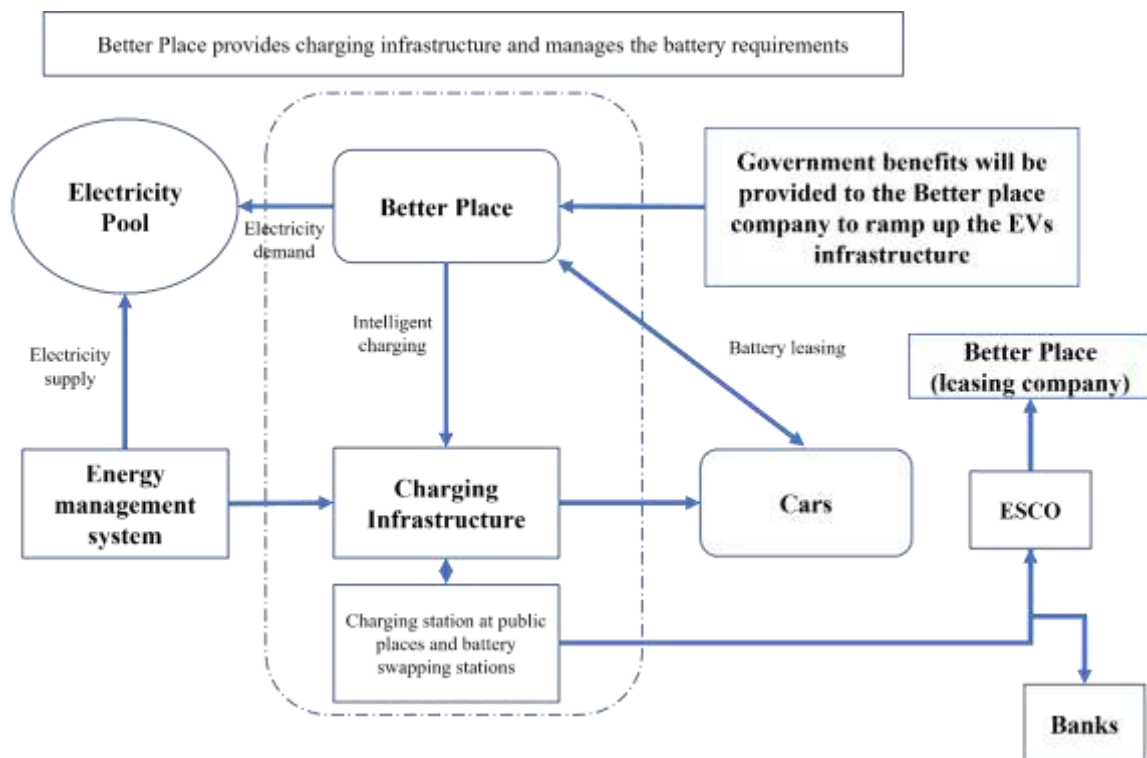 Better Place provides charging infrastructure and manages the battery requirements
Electricity
Pool
Better Place
Government benefits will be
provided to the Better place
company to ramp up the EVs
infrastructure
Electricity
demand
Intelligent
charging
Battery leasing
Electricity
supply
Better Place
(leasing company)
Energy
management
system
Charging
Infrastructure
Cars
ESCO
Charging station at public
places and battery
swapping stations
Banks